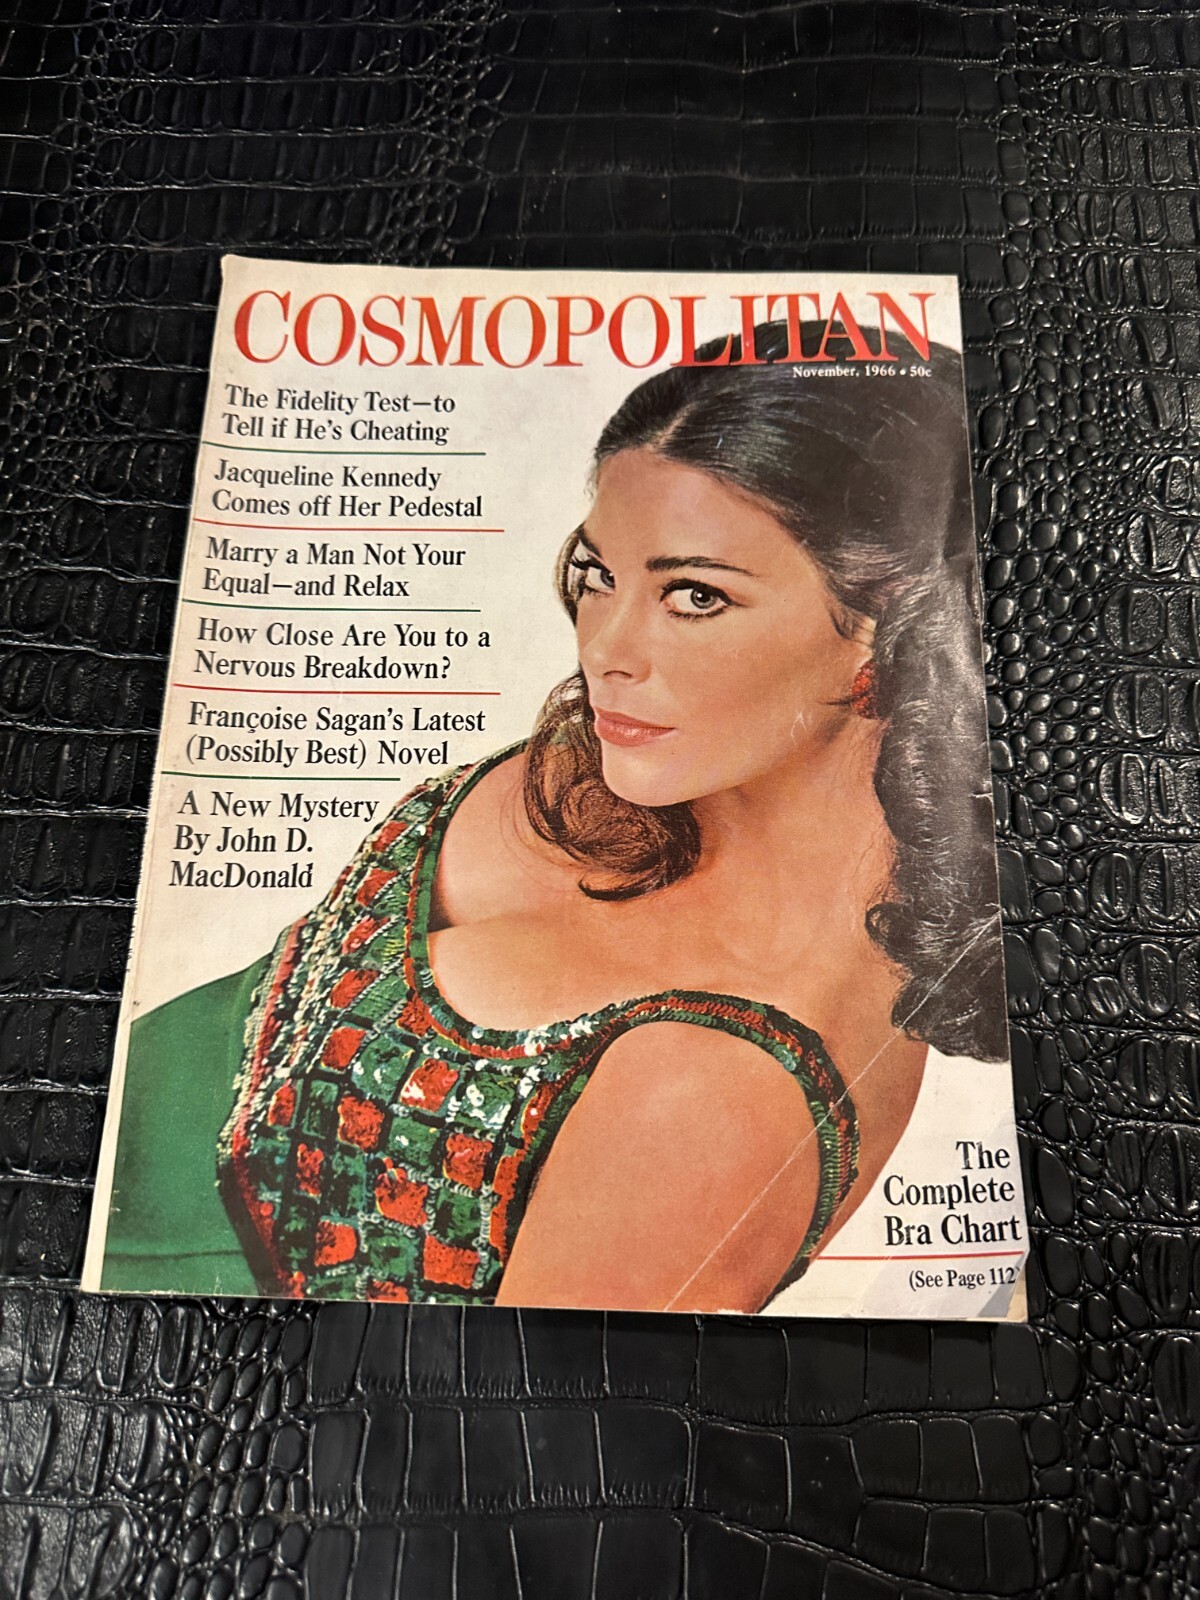 COSMOPOLITAN
November, 1966 • 50c
The Fidelity Test—to
Tell if He's Cheating
Jacqueline Kennedy
Comes off Her Pedestal
Marry a Man Not Your
Equal—and Relax
How Close Are You to a
Nervous Breakdown?
Françoise Sagan's Latest
(Possibly Best) Novel
A New Mystery
By John D.
MacDonald
The
Complete
Bra Chart
(See Page 112)